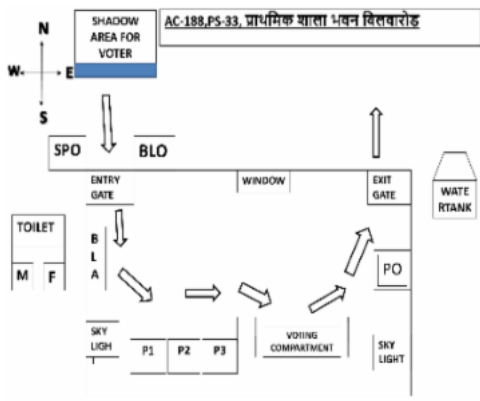 N
W E
S
SHADOW
AREA FOR
VOTER
AC-188,PS-33, प्राथमिक शाला भवन विलवारोड़
SPO
BLO
ENTRY
GATE
WINDOW
EXIT
GATE
WATE
RTANK
TOILET
M F
B
L
A
PO
SKY
LIGH
T
P1 P2 P3
VOTING
COMPARTMENT
SKY
LIGHT